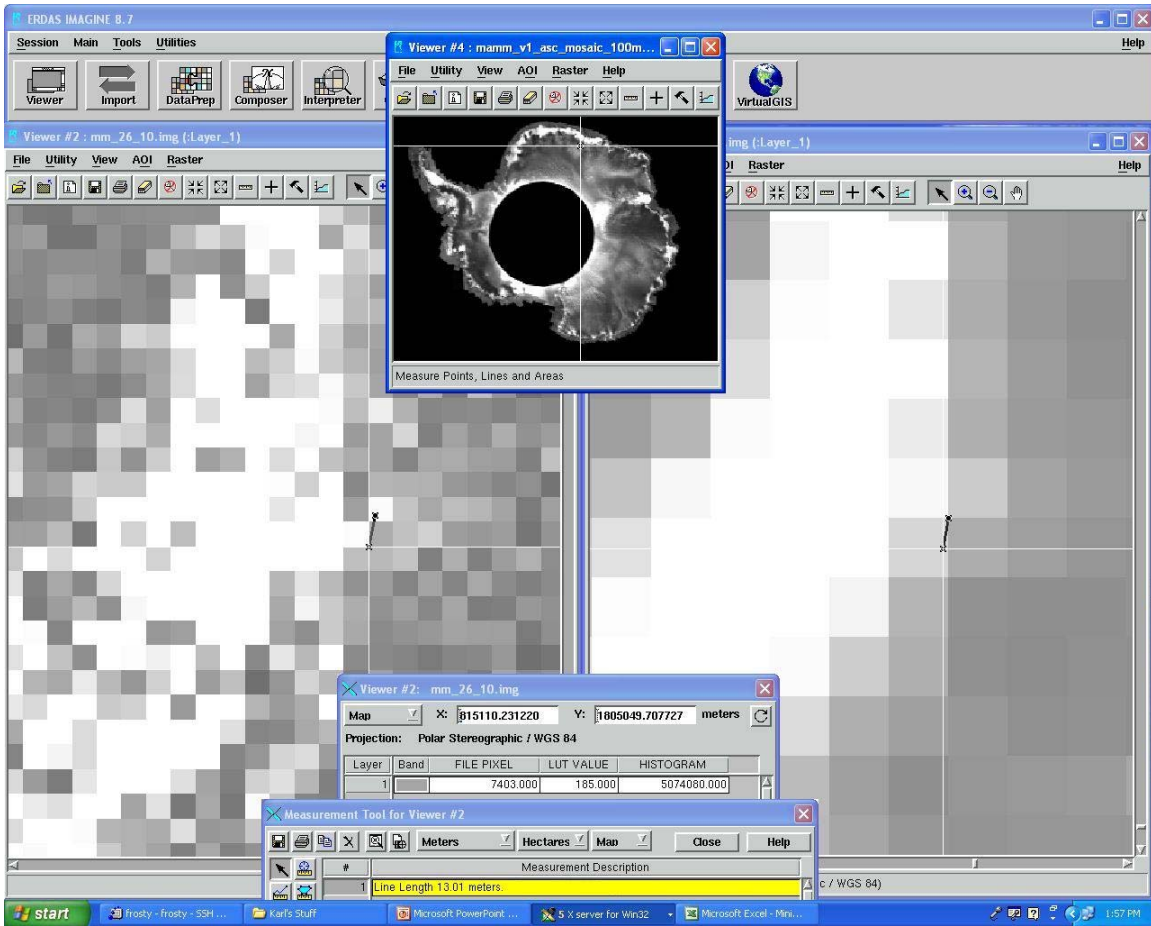 ERDAS IMAGINE 8.7
Session Main Tools Utilities Help
Viewer Import DataPrep Composer Interpreter VirtualGIS
Viewer #4 : mamm_v1_asc_mosaic_100m...
File Utility View AOI Raster Help
Measure Points, Lines and Areas
Viewer #2 : mm_26_10.img (:Layer_1)
File Utility View AOI Raster
img (:Layer_1)
Raster Help
Viewer #2: mm_26_10.img
Map X: 815110.231220 Y: 1805049.707727 meters
Projection: Polar Stereographic / WGS 84
Layer Band FILE PIXEL LUT VALUE HISTOGRAM
1 7403.000 185.000 5074080.000
Measurement Tool for Viewer #2
Meters Hectares Map Close Help
# Measurement Description
1 Line Length 13.01 meters.
/ WGS 84)
start frosty - frosty - SSH ... Karl's Stuff Microsoft PowerPoint ... 5 X server for Win32 Microsoft Excel - Mini... 1:57 PM